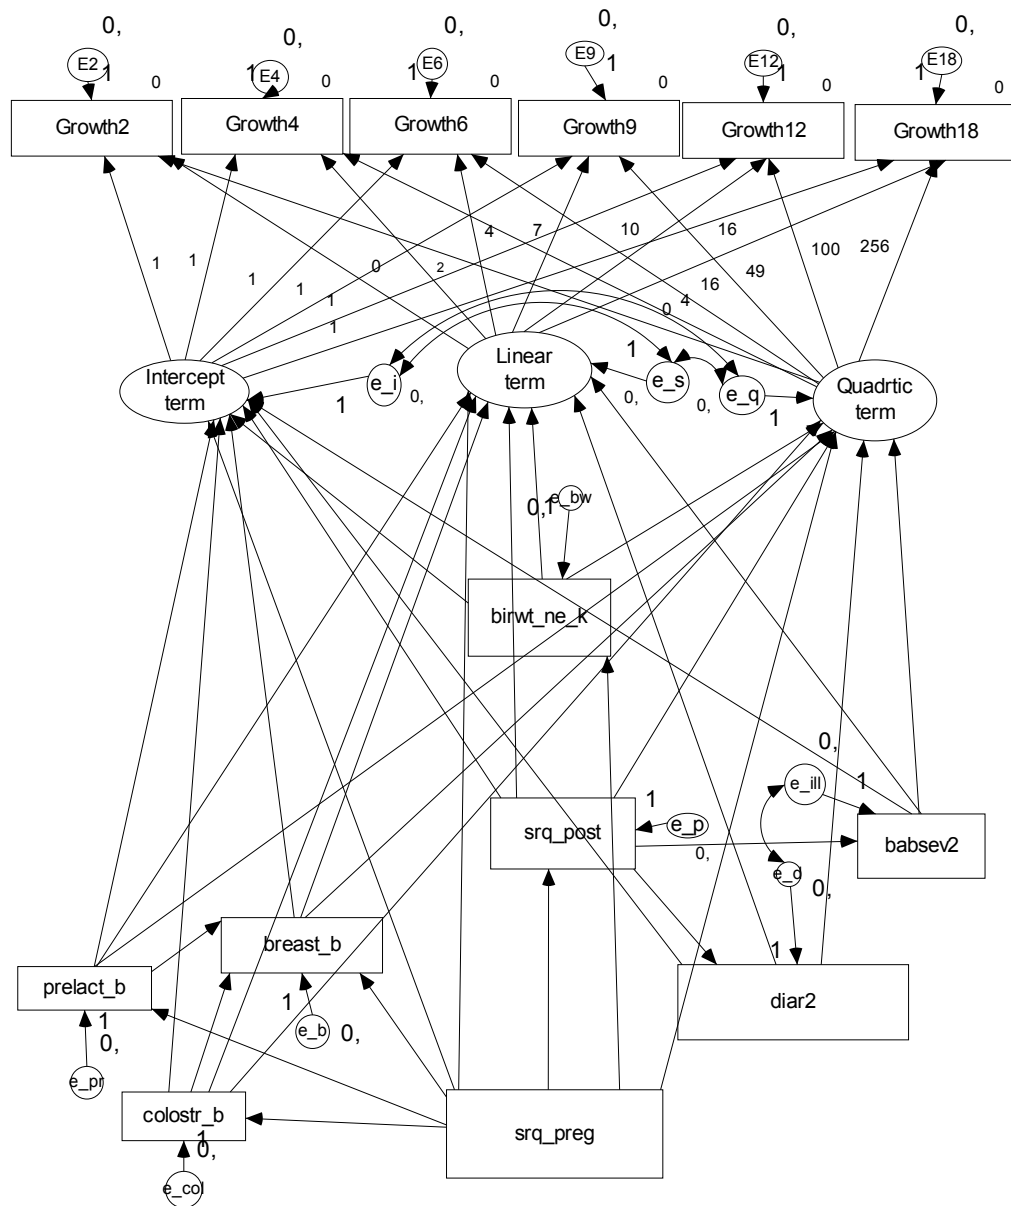 0,
0,
0,
0,
0,
0,
E2
1
0
1
E4
0
1
E6
0
E9
1
0
E12
1
0
1
E18
0
Growth2
Growth4
Growth6
Growth9
Growth12
Growth18
4
7
10
16
100
256
1
1
1
0
2
1
1
1
0
4
16
49
Intercept
term
Linear
term
Quadrtic
term
e_i
0,
1
1
e_s
0,
0,
e_q
1
0,1
e_bw
birwt_ne_k
0,
e_ill
1
srq_post
1
e_p
0,
babsev2
e_d
0,
breast_b
prelact_b
1
diar2
1
0,
e_pr
1
e_b
0,
colostr_b
1
0,
e_col
srq_preg